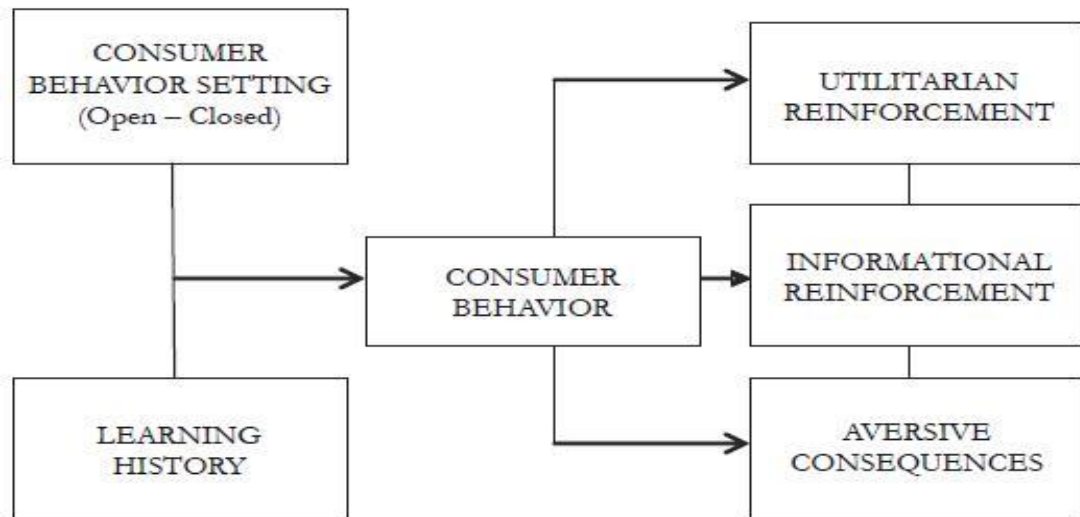 CONSUMER
BEHAVIOR SETTING
(Open – Closed)
UTILITARIAN
REINFORCEMENT
CONSUMER
BEHAVIOR
INFORMATIONAL
REINFORCEMENT
LEARNING
HISTORY
AVERSIVE
CONSEQUENCES